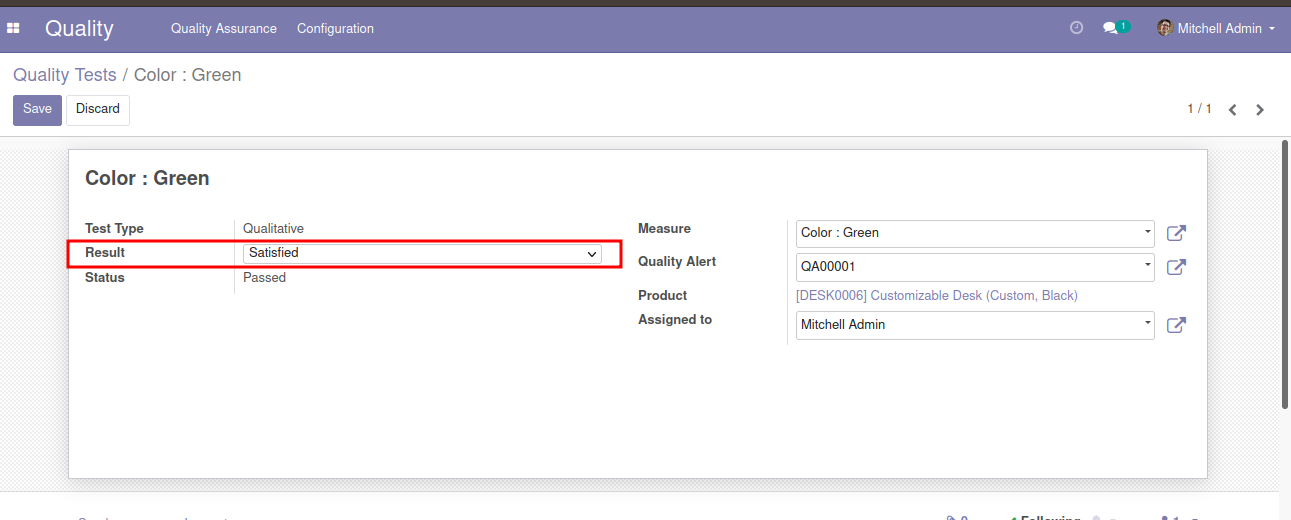 Quality Quality Assurance Configuration 1 Mitchell Admin
Quality Tests / Color : Green
Save Discard 1 / 1
Color : Green
Test Type Qualitative
Result Satisfied
Status Passed
Measure Color : Green
Quality Alert QA00001
Product [DESK0006] Customizable Desk (Custom, Black)
Assigned to Mitchell Admin
Following